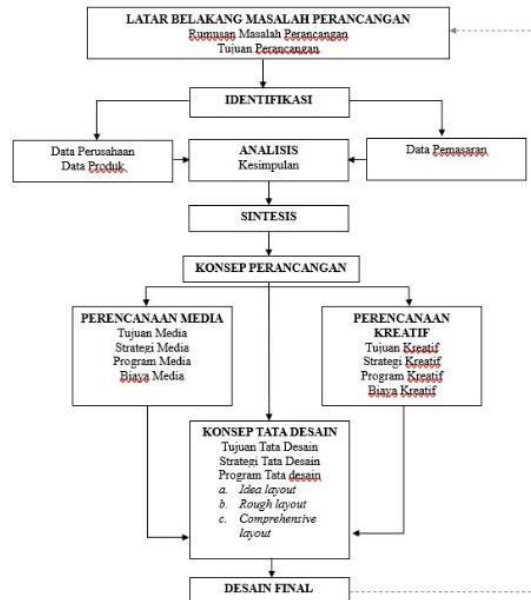 LATAR BELAKANG MASALAH PERANCANGAN
Rumusan Masalah Perancangan
Tujuan Perancangan
IDENTIFIKASI
Data Perusahaan
Data Produk
ANALISIS
Kesimpulan
Data Pemasaran
SINTESIS
KONSEP PERANCANGAN
PERENCANAAN MEDIA
Tujuan Media
Strategi Media
Program Media
Biaya Media
PERENCANAAN
KREATIF
Tujuan Kreatif
Strategi Kreatif
Program Kreatif
Biaya Kreatif
KONSEP TATA DESAIN
Tujuan Tata Desain
Strategi Tata Desain
Program Tata desain
a. Idea layout
b. Rough layout
c. Comprehensive
layout
DESAIN FINAL